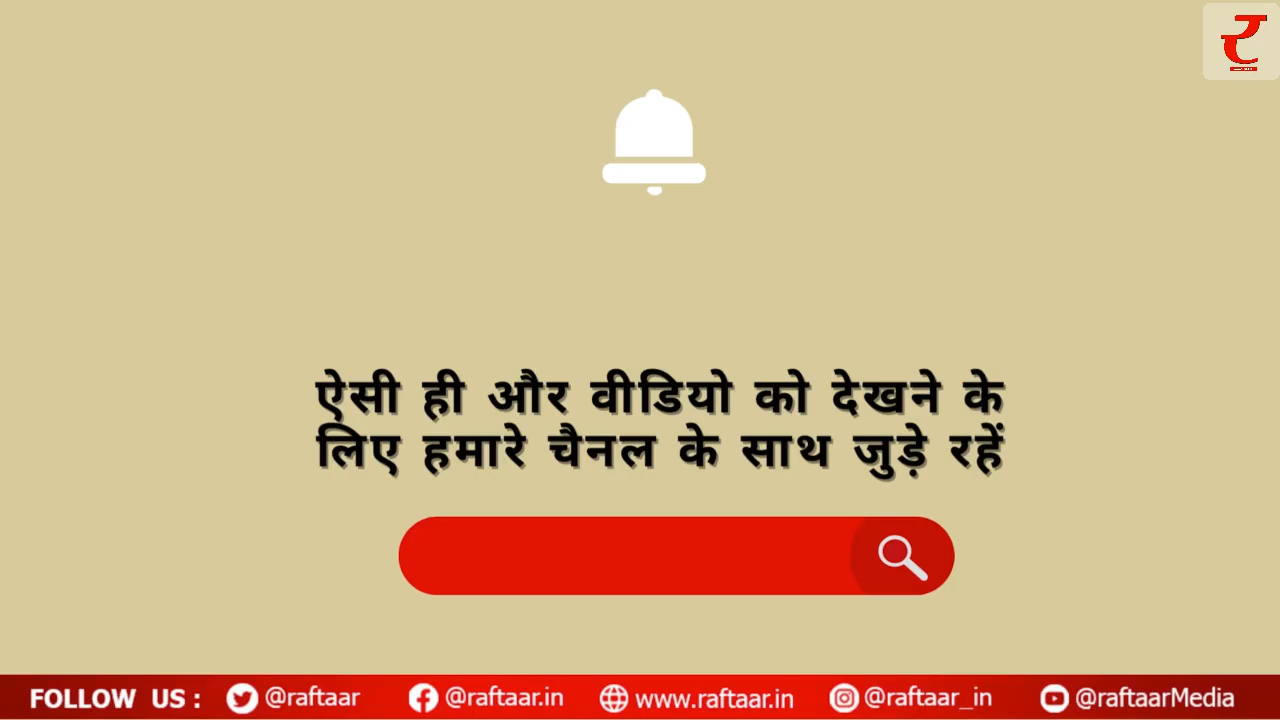 र
ऐसी ही और वीडियो को देखने के
लिए हमारे चैनल के साथ जुड़े रहें
FOLLOW US : @raftaar @raftaar.in www.raftaar.in @raftaar_in @raftaarMedia